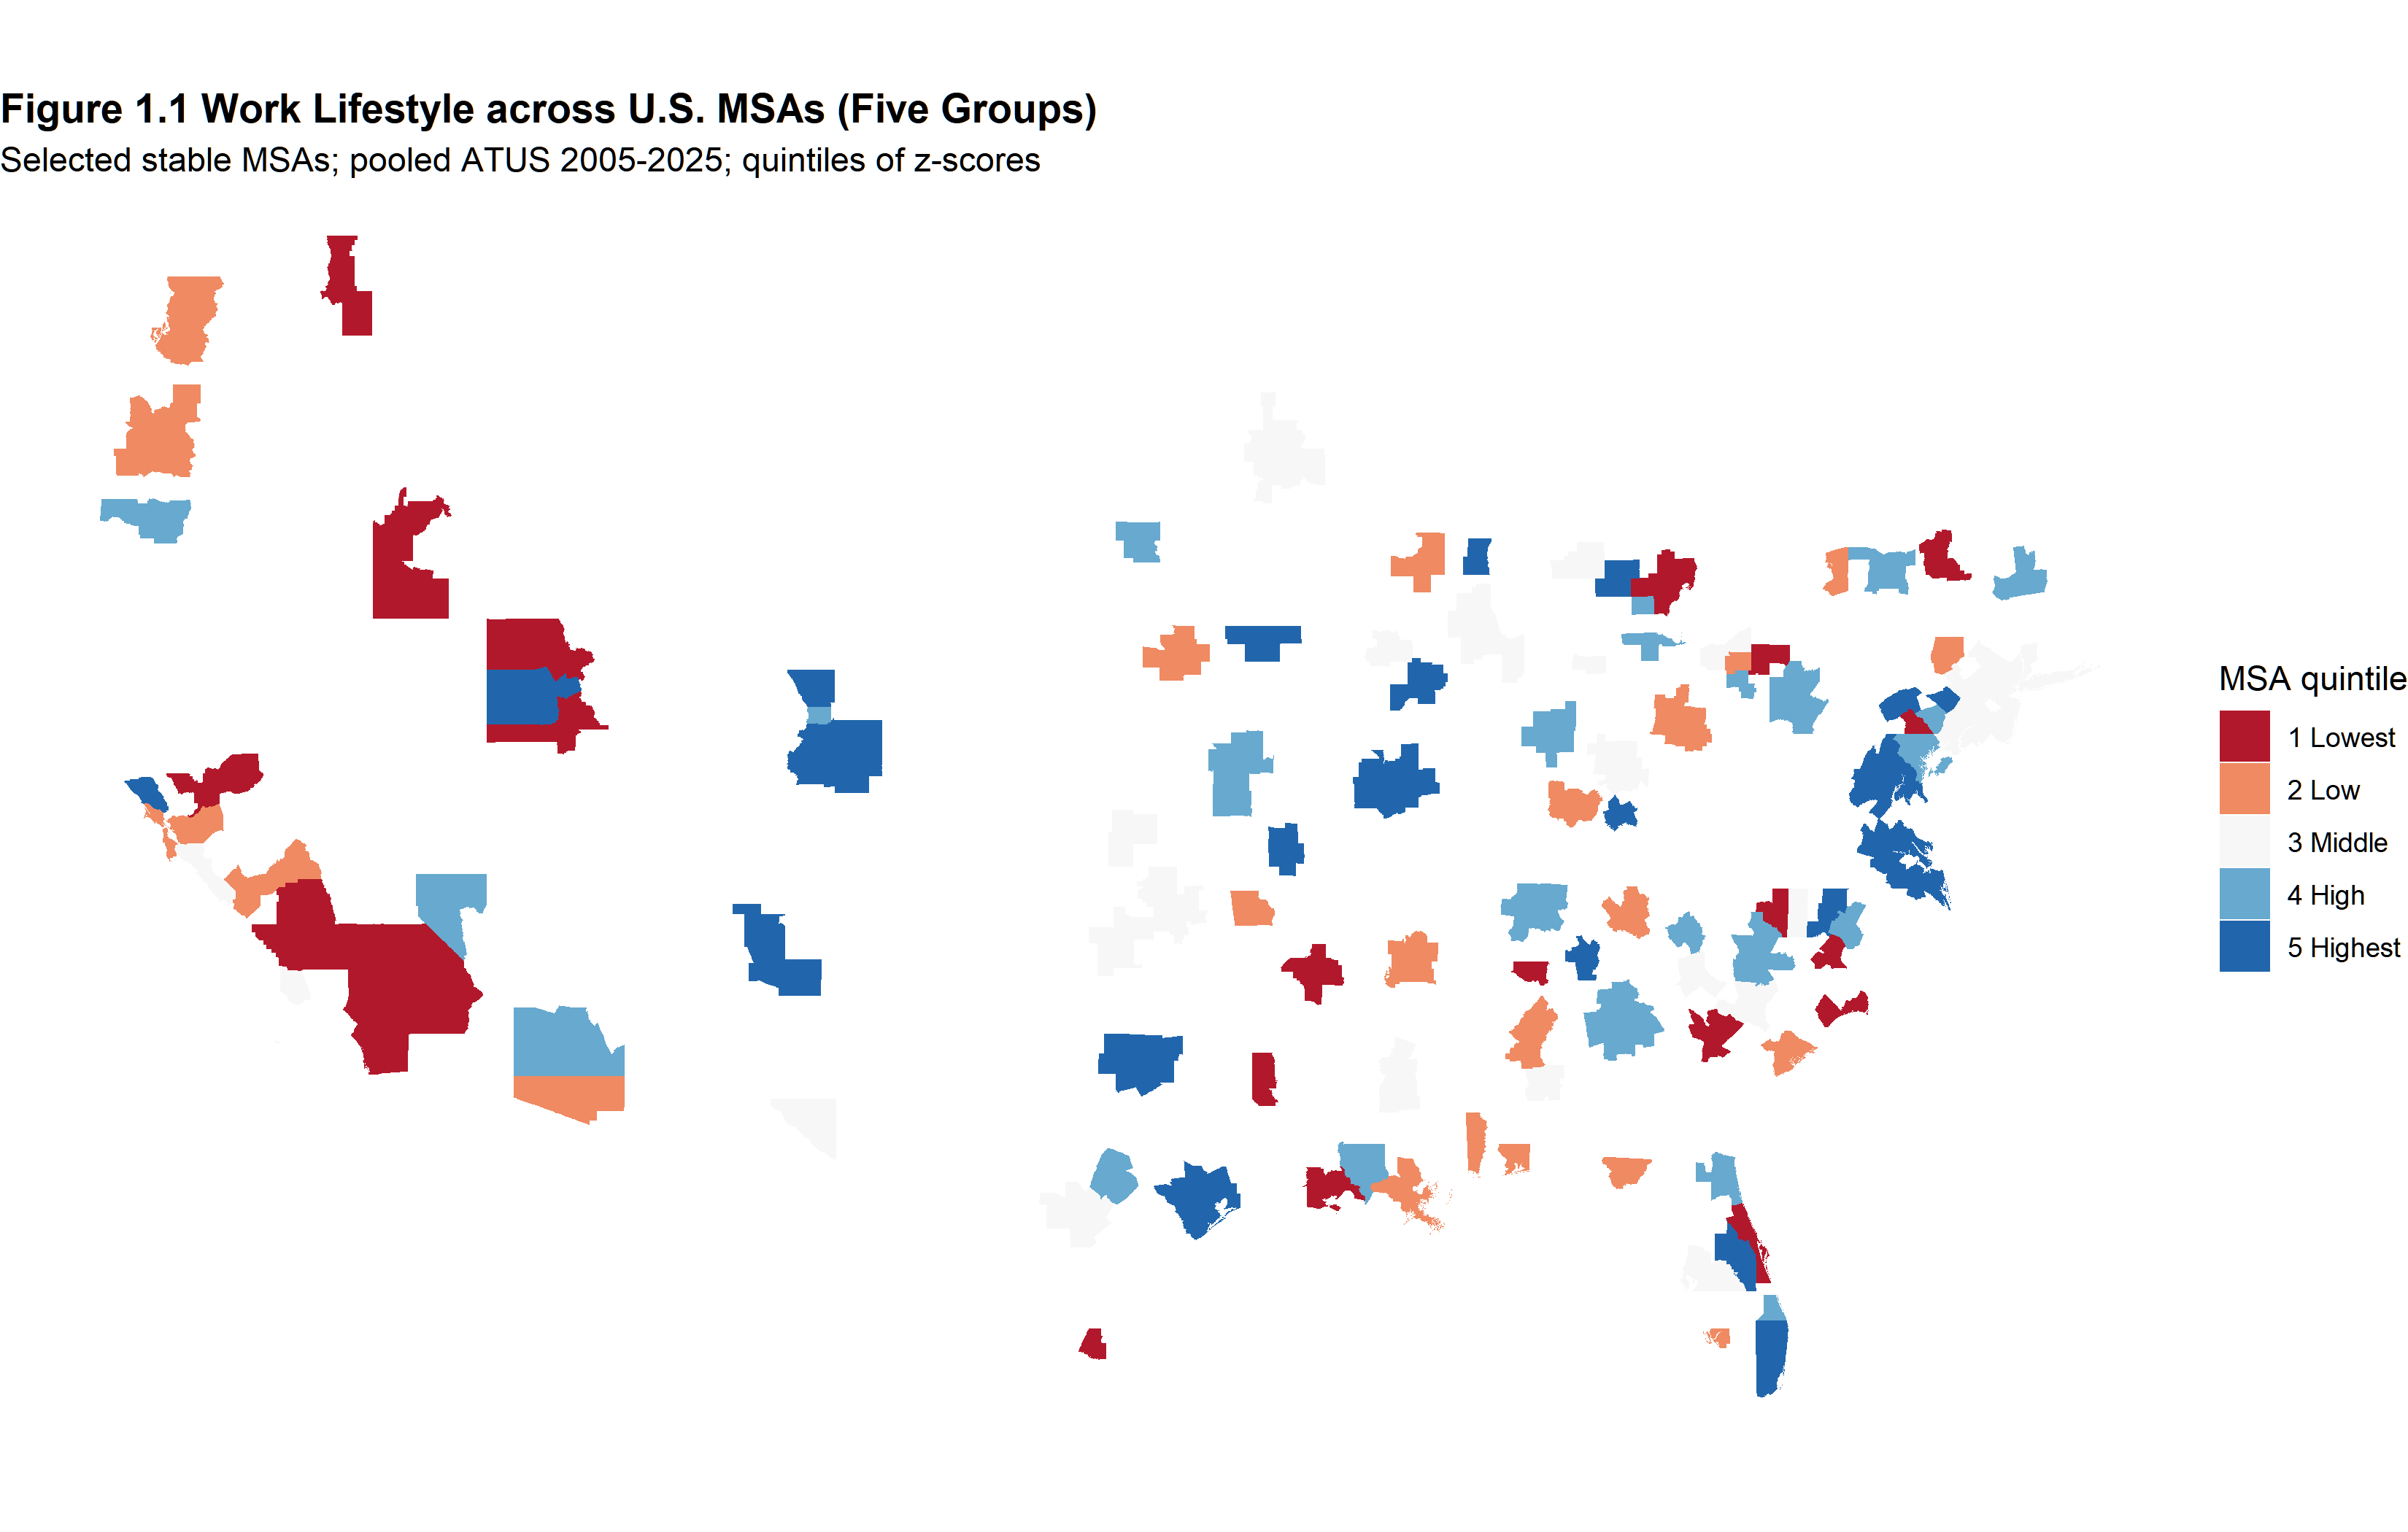 Figure 1.1 Work Lifestyle across U.S. MSAs (Five Groups)
Selected stable MSAs; pooled ATUS 2005-2025; quintiles of z-scores
MSA quintile
1 Lowest
2 Low
3 Middle
4 High
5 Highest